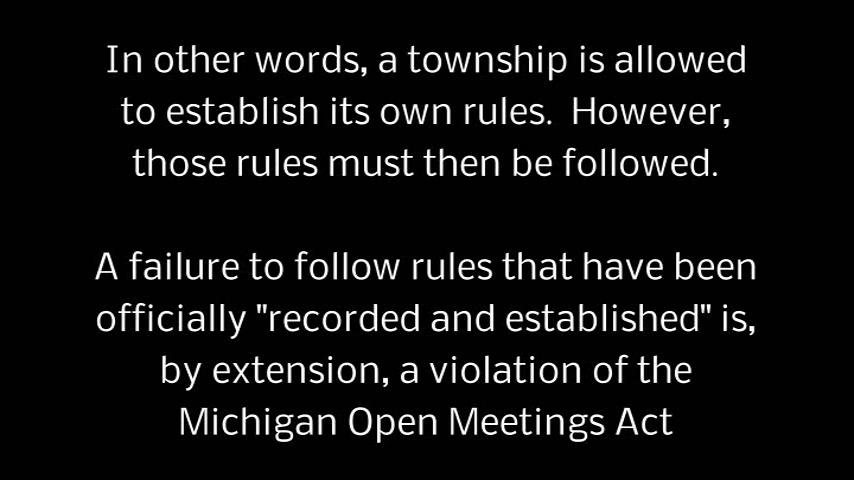 In other words, a township is allowed
to establish its own rules.  However,
those rules must then be followed.
A failure to follow rules that have been
officially "recorded and established" is,
by extension, a violation of the
Michigan Open Meetings Act